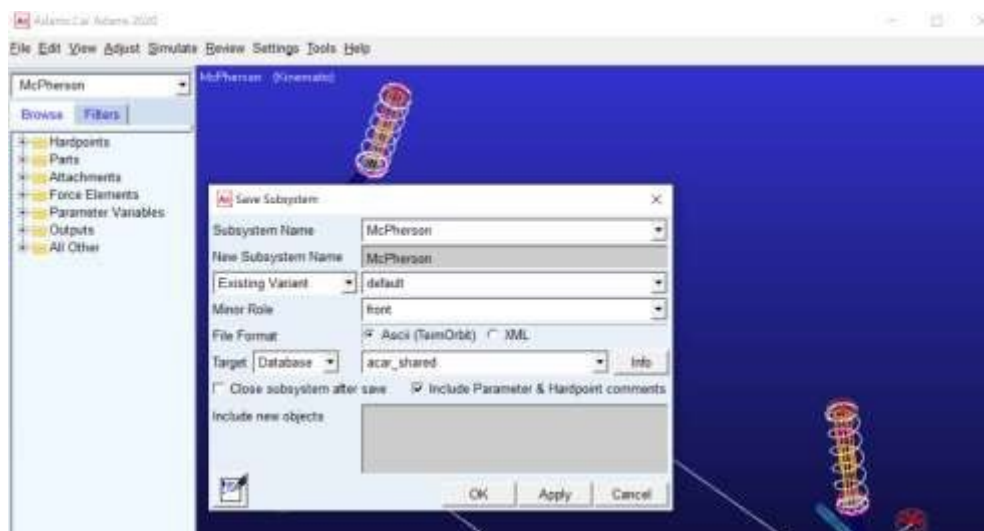 Adams Car Adams 2020
File Edit View Adjust Simulate Review Settings Tools Help
McPherson
McPherson (Kinematic)
Browse Filters
Hardpoints
Parts
Attachments
Force Elements
Parameter Variables
Outputs
All Other
Save Subsystem
Subsystem Name McPherson
New Subsystem Name McPherson
Existing Variant default
Minor Role front
File Format Ascii (TeimOrbit) XML
Target Database acar_shared Info
Close subsystem after save Include Parameter & Hardpoint comments
Include new objects
OK Apply Cancel